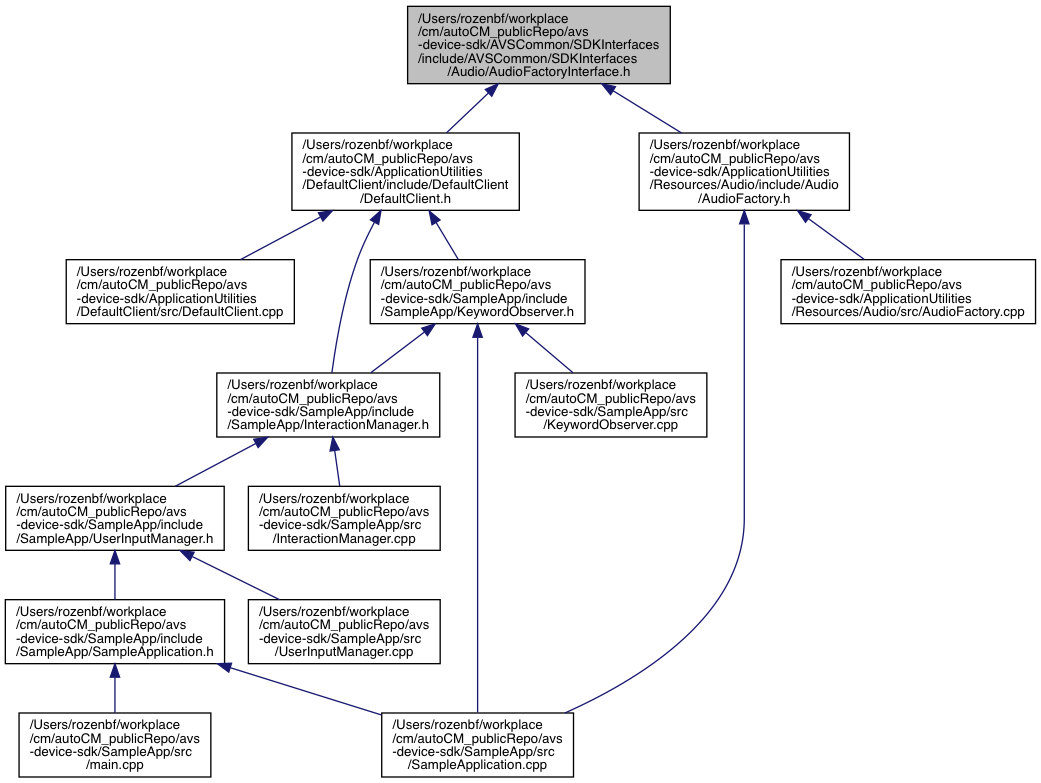 /Users/rozenbf/workplace
/cm/autoCM_publicRepo/avs
-device-sdk/AVSCommon/SDKInterfaces
/include/AVSCommon/SDKInterfaces
/Audio/AudioFactoryInterface.h
/Users/rozenbf/workplace
/cm/autoCM_publicRepo/avs
-device-sdk/ApplicationUtilities
/DefaultClient/include/DefaultClient
/DefaultClient.h
/Users/rozenbf/workplace
/cm/autoCM_publicRepo/avs
-device-sdk/ApplicationUtilities
/Resources/Audio/include/Audio
/AudioFactory.h
/Users/rozenbf/workplace
/cm/autoCM_publicRepo/avs
-device-sdk/ApplicationUtilities
/DefaultClient/src/DefaultClient.cpp
/Users/rozenbf/workplace
/cm/autoCM_publicRepo/avs
-device-sdk/SampleApp/include
/SampleApp/KeywordObserver.h
/Users/rozenbf/workplace
/cm/autoCM_publicRepo/avs
-device-sdk/ApplicationUtilities
/Resources/Audio/src/AudioFactory.cpp
/Users/rozenbf/workplace
/cm/autoCM_publicRepo/avs
-device-sdk/SampleApp/include
/SampleApp/InteractionManager.h
/Users/rozenbf/workplace
/cm/autoCM_publicRepo/avs
-device-sdk/SampleApp/src
/KeywordObserver.cpp
/Users/rozenbf/workplace
/cm/autoCM_publicRepo/avs
-device-sdk/SampleApp/include
/SampleApp/UserInputManager.h
/Users/rozenbf/workplace
/cm/autoCM_publicRepo/avs
-device-sdk/SampleApp/src
/InteractionManager.cpp
/Users/rozenbf/workplace
/cm/autoCM_publicRepo/avs
-device-sdk/SampleApp/include
/SampleApp/SampleApplication.h
/Users/rozenbf/workplace
/cm/autoCM_publicRepo/avs
-device-sdk/SampleApp/src
/UserInputManager.cpp
/Users/rozenbf/workplace
/cm/autoCM_publicRepo/avs
-device-sdk/SampleApp/src
/main.cpp
/Users/rozenbf/workplace
/cm/autoCM_publicRepo/avs
-device-sdk/SampleApp/src
/SampleApplication.cpp